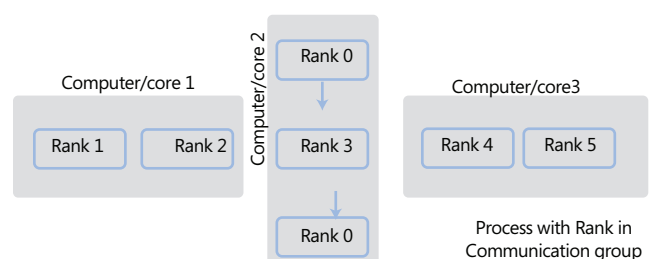 Computer/core 1
Rank 1
Rank 2
Computer/core 2
Rank 0
Rank 3
Rank 0
Computer/core3
Rank 4
Rank 5
Process with Rank in
Communication group